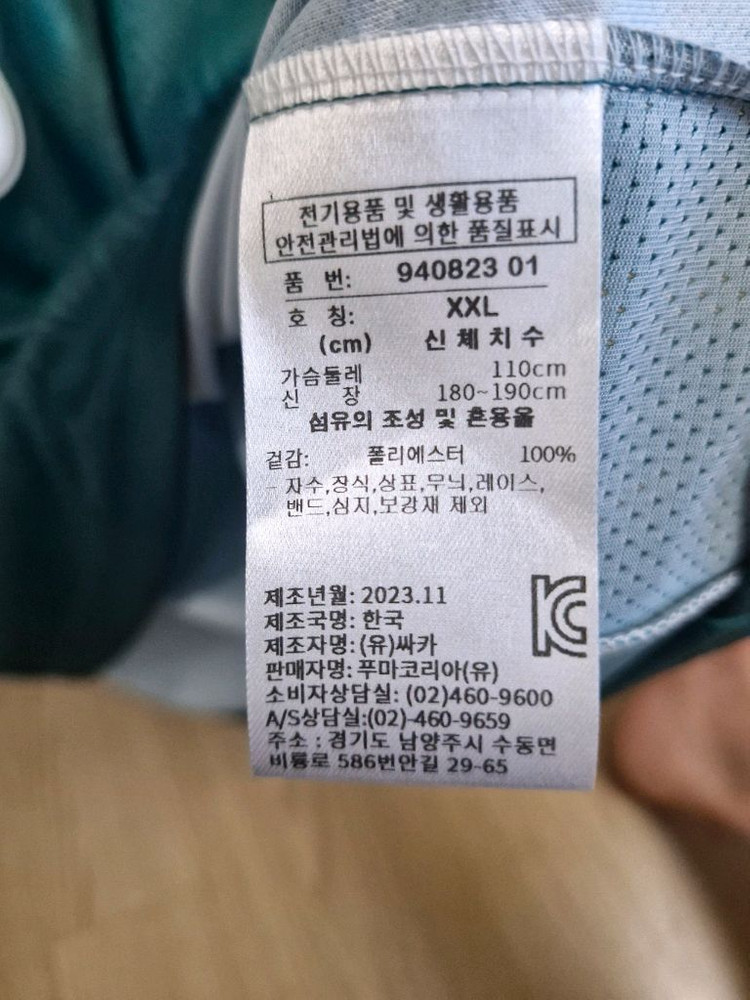 전기용품 및 생활용품
안전관리법에 의한 품질표시
품 번: 940823 01
호 칭: XXL
(cm) 신 체 치 수
가슴둘레 110cm
신 장 180~190cm
섬유의 조성 및 혼용율
겉감: 폴리에스터 100%
- 자수,장식,상표,무늬,레이스,
밴드,심지,보강재 제외
제조년월: 2023.11
제조국명: 한국
제조자명: (유)싸카
판매자명: 푸마코리아(유)
소비자상담실: (02)460-9600
A/S상담실:(02)-460-9659
주소 : 경기도 남양주시 수동면
비룡로 586번안길 29-65
KC